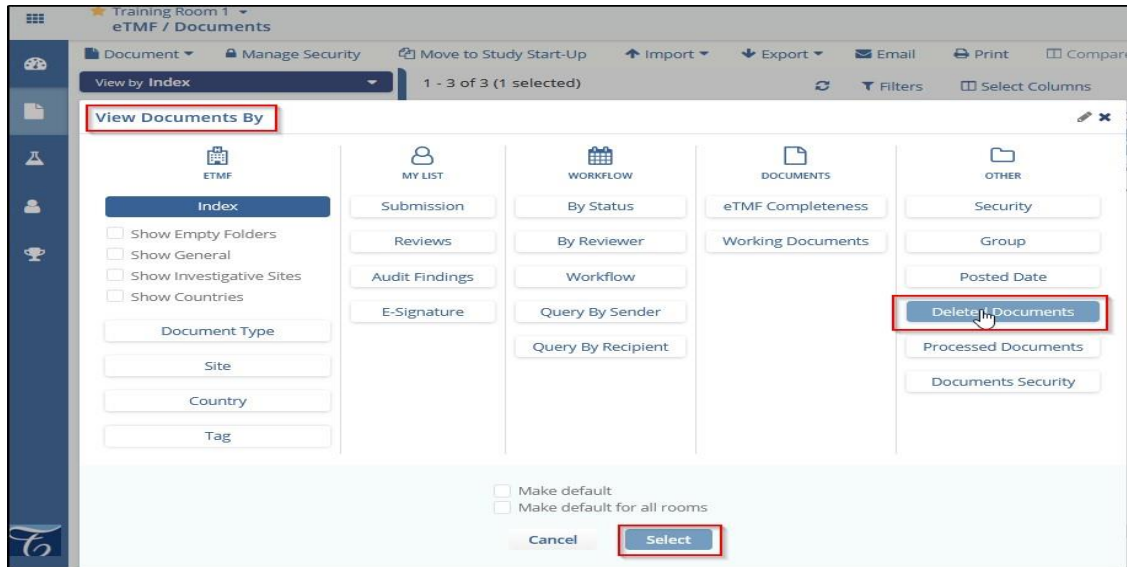 Training Room 1
eTMF / Documents
Document Manage Security Move to Study Start-Up Import Export Email Print Compare
View by Index 1 - 3 of 3 (1 selected) Filters Select Columns
View Documents By
ETMF MY LIST WORKFLOW DOCUMENTS OTHER
Index Submission By Status eTMF Completeness Security
Show Empty Folders
Show General
Reviews By Reviewer Working Documents Group
Show Investigative Sites Audit Findings Workflow Posted Date
Show Countries
Document Type E-Signature Query By Sender Deleted Documents
Site Query By Recipient Processed Documents
Country Documents Security
Tag
Make default
Make default for all rooms
Cancel Select